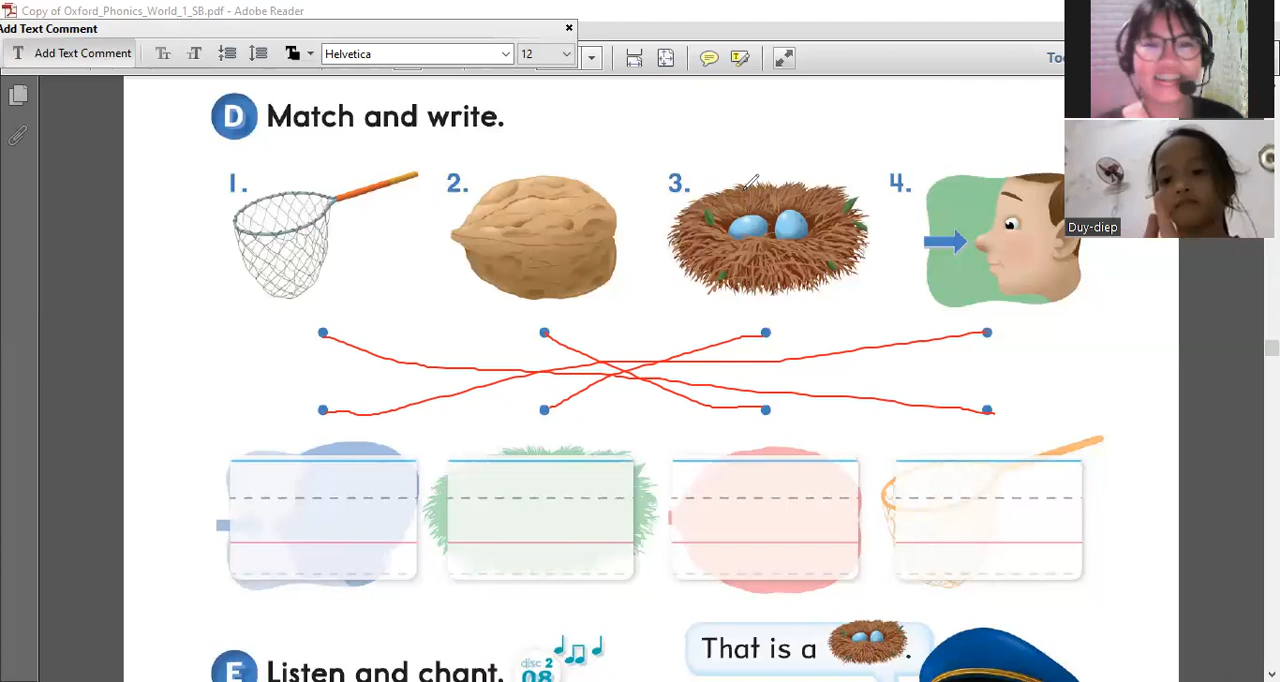 Copy of Oxford_Phonics_World_1_SB.pdf - Adobe Reader
Add Text Comment
Add Text Comment
Helvetica
12
Duy-diep
D Match and write.
1.
2.
3.
4.
E Listen and chant.
disc 2
08
That is a .